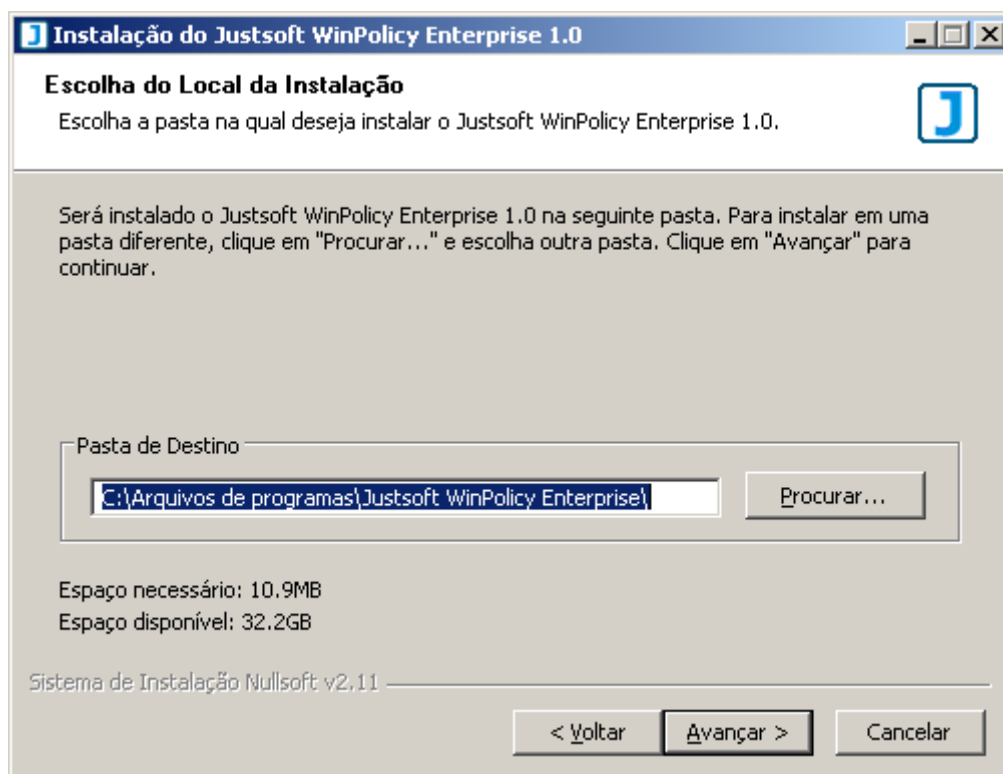 J Instalação do Justsoft WinPolicy Enterprise 1.0
Escolha do Local da Instalação
Escolha a pasta na qual deseja instalar o Justsoft WinPolicy Enterprise 1.0.
J
Será instalado o Justsoft WinPolicy Enterprise 1.0 na seguinte pasta. Para instalar em uma
pasta diferente, clique em "Procurar..." e escolha outra pasta. Clique em "Avançar" para
continuar.
Pasta de Destino
C:\Arquivos de programas\Justsoft WinPolicy Enterprise\
Procurar...
Espaço necessário: 10.9MB
Espaço disponível: 32.2GB
Sistema de Instalação Nullsoft v2.11
< Voltar Avançar > Cancelar